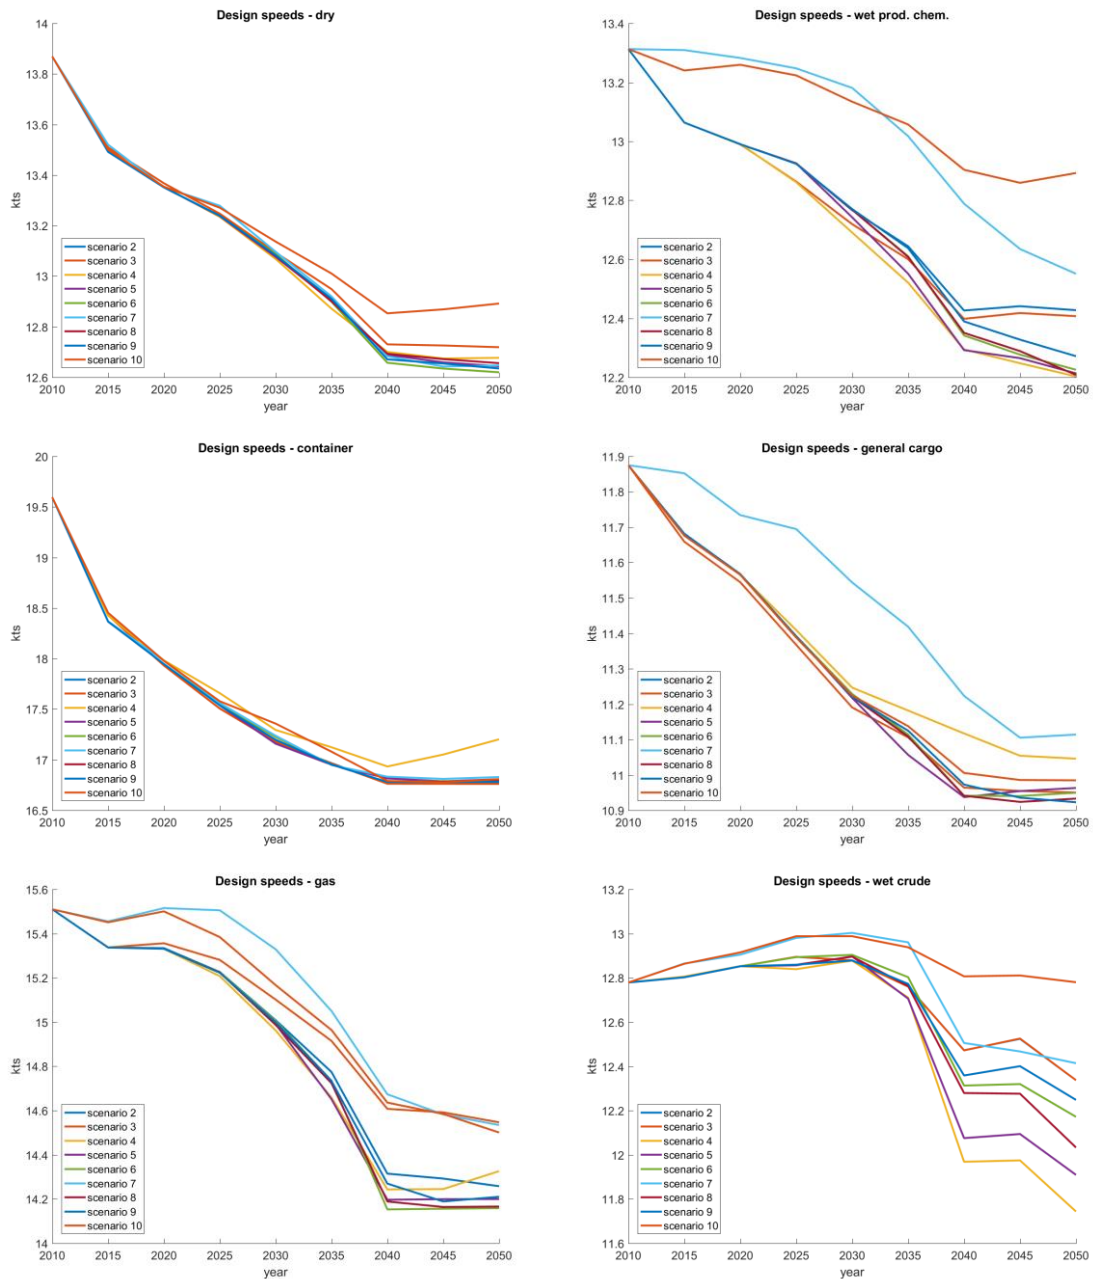 Design speeds - dry
14
13.8
13.6
13.4
13.2
13
12.8
12.6
kts
scenario 2
scenario 3
scenario 4
scenario 5
scenario 6
scenario 7
scenario 8
scenario 9
scenario 10
2010 2015 2020 2025 2030 2035 2040 2045 2050
year
Design speeds - wet prod. chem.
13.4
13.2
13
12.8
12.6
12.4
12.2
kts
scenario 2
scenario 3
scenario 4
scenario 5
scenario 6
scenario 7
scenario 8
scenario 9
scenario 10
2010 2015 2020 2025 2030 2035 2040 2045 2050
year
Design speeds - container
20
19.5
19
18.5
18
17.5
17
16.5
kts
scenario 2
scenario 3
scenario 4
scenario 5
scenario 6
scenario 7
scenario 8
scenario 9
scenario 10
2010 2015 2020 2025 2030 2035 2040 2045 2050
year
Design speeds - general cargo
11.9
11.8
11.7
11.6
11.5
11.4
11.3
11.2
11.1
11
10.9
kts
scenario 2
scenario 3
scenario 4
scenario 5
scenario 6
scenario 7
scenario 8
scenario 9
scenario 10
2010 2015 2020 2025 2030 2035 2040 2045 2050
year
Design speeds - gas
15.6
15.4
15.2
15
14.8
14.6
14.4
14.2
14
kts
scenario 2
scenario 3
scenario 4
scenario 5
scenario 6
scenario 7
scenario 8
scenario 9
scenario 10
2010 2015 2020 2025 2030 2035 2040 2045 2050
year
Design speeds - wet crude
13.2
13
12.8
12.6
12.4
12.2
12
11.8
11.6
kts
scenario 2
scenario 3
scenario 4
scenario 5
scenario 6
scenario 7
scenario 8
scenario 9
scenario 10
2010 2015 2020 2025 2030 2035 2040 2045 2050
year